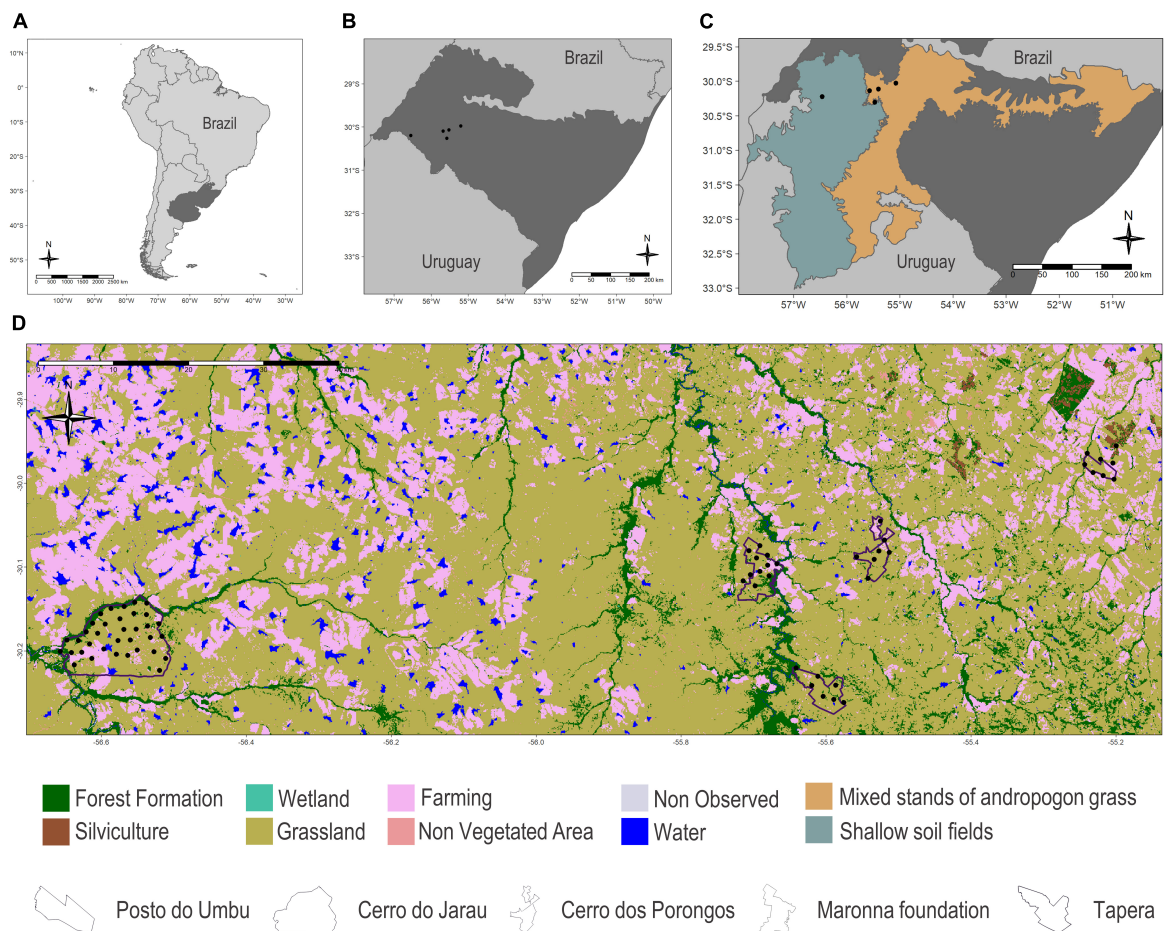 A
10°N
0°
10°S
20°S
30°S
40°S
50°S
Brazil
N
0 500 1000 1500 2000 2500 km
100°W 90°W 80°W 70°W 60°W 50°W 40°W 30°W
B
29°S
30°S
31°S
32°S
33°S
Brazil
Uruguay
N
0 50 100 150 200 km
57°W 56°W 55°W 54°W 53°W 52°W 51°W 50°W
C
29.5°S
30.0°S
30.5°S
31.0°S
31.5°S
32.0°S
32.5°S
33.0°S
Brazil
Uruguay
N
0 50 100 150 200 km
57°W 56°W 55°W 54°W 53°W 52°W 51°W
D
0 10 20 30 40 km
N
-29.9
-30.0
-30.1
-30.2
-56.6 -56.4 -56.2 -56.0 -55.8 -55.6 -55.4 -55.2
Forest Formation Wetland Farming Non Observed Mixed stands of andropogon grass
Silviculture Grassland Non Vegetated Area Water Shallow soil fields
Posto do Umbu Cerro do Jarau Cerro dos Porongos Maronna foundation Tapera